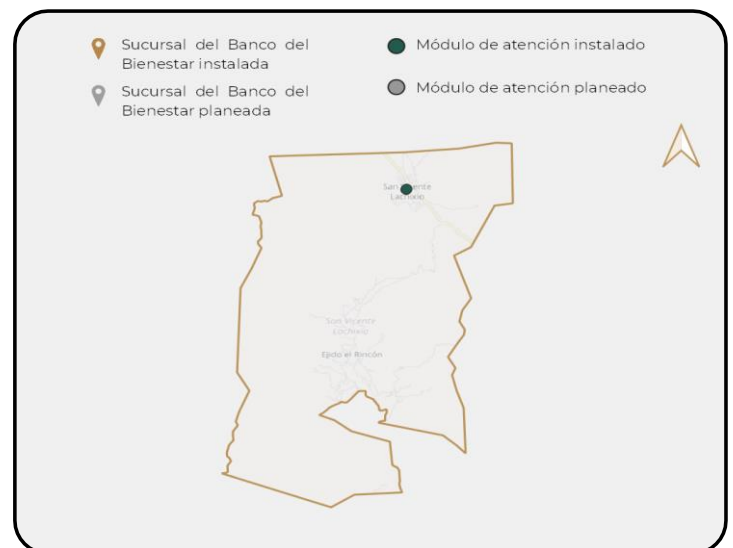 Sucursal del Banco del
Bienestar instalada
Sucursal del Banco del
Bienestar planeada
Módulo de atención instalado
Módulo de atención planeado
San Vicente
Lachixío
San Vicente
Lachixío
Ejido el Rincón